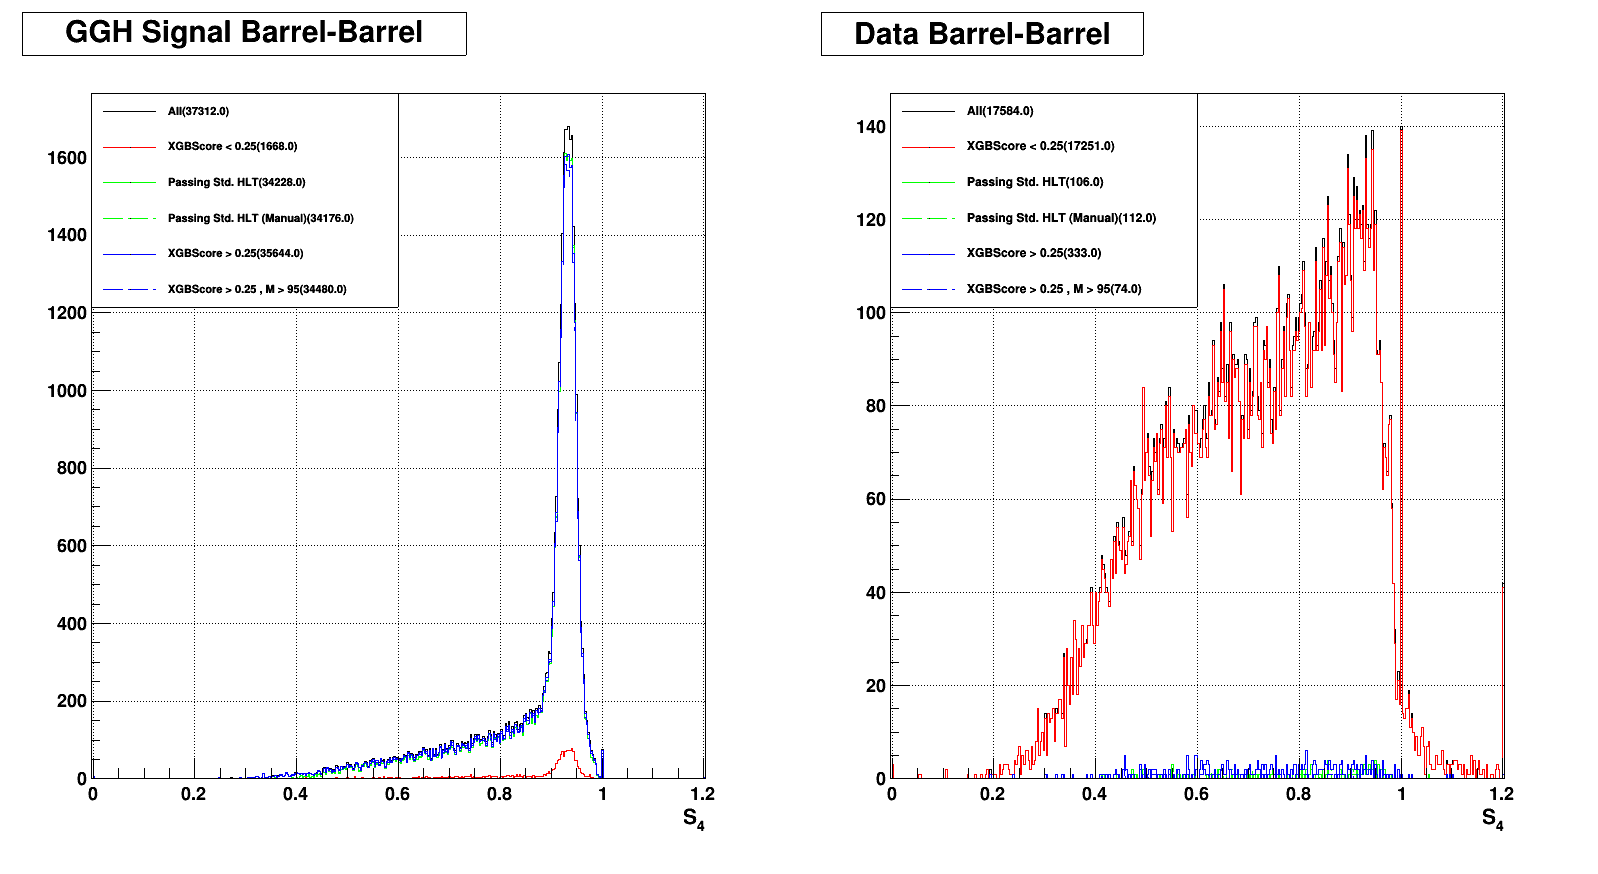 GGH Signal Barrel-Barrel
All(37312.0)
XGBScore < 0.25(1668.0)
Passing Std. HLT(34228.0)
Passing Std. HLT (Manual)(34176.0)
XGBScore > 0.25(35644.0)
XGBScore > 0.25 , M > 95(34480.0)
1600
1400
1200
1000
800
600
400
200
0
0 0.2 0.4 0.6 0.8 1 1.2
S4
Data Barrel-Barrel
All(17584.0)
XGBScore < 0.25(17251.0)
Passing Std. HLT(106.0)
Passing Std. HLT (Manual)(112.0)
XGBScore > 0.25(333.0)
XGBScore > 0.25 , M > 95(74.0)
140
120
100
80
60
40
20
0
0 0.2 0.4 0.6 0.8 1 1.2
S4